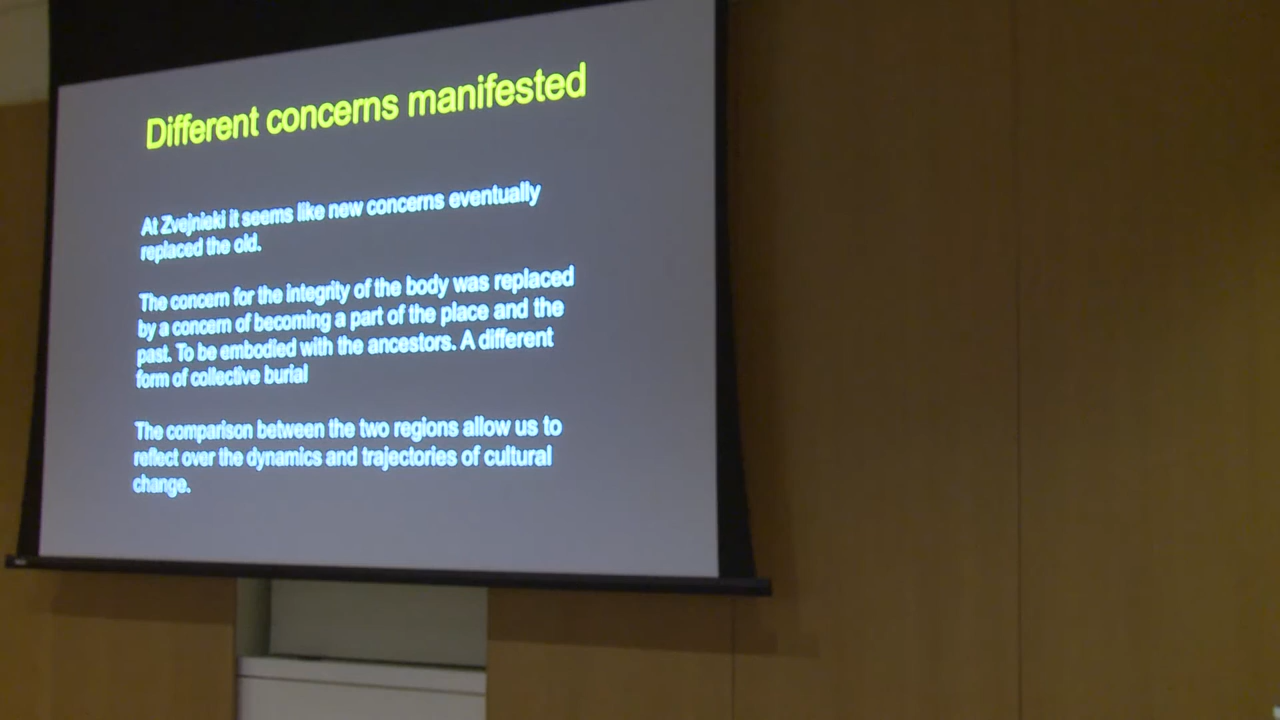 Different concerns manifested
At Zvejnieki it seems like new concerns eventually
replaced the old.
The concern for the integrity of the body was replaced
by a concern of becoming a part of the place and the
past. To be embodied with the ancestors. A different
form of collective burial
The comparison between the two regions allow us to
reflect over the dynamics and trajectories of cultural
change.